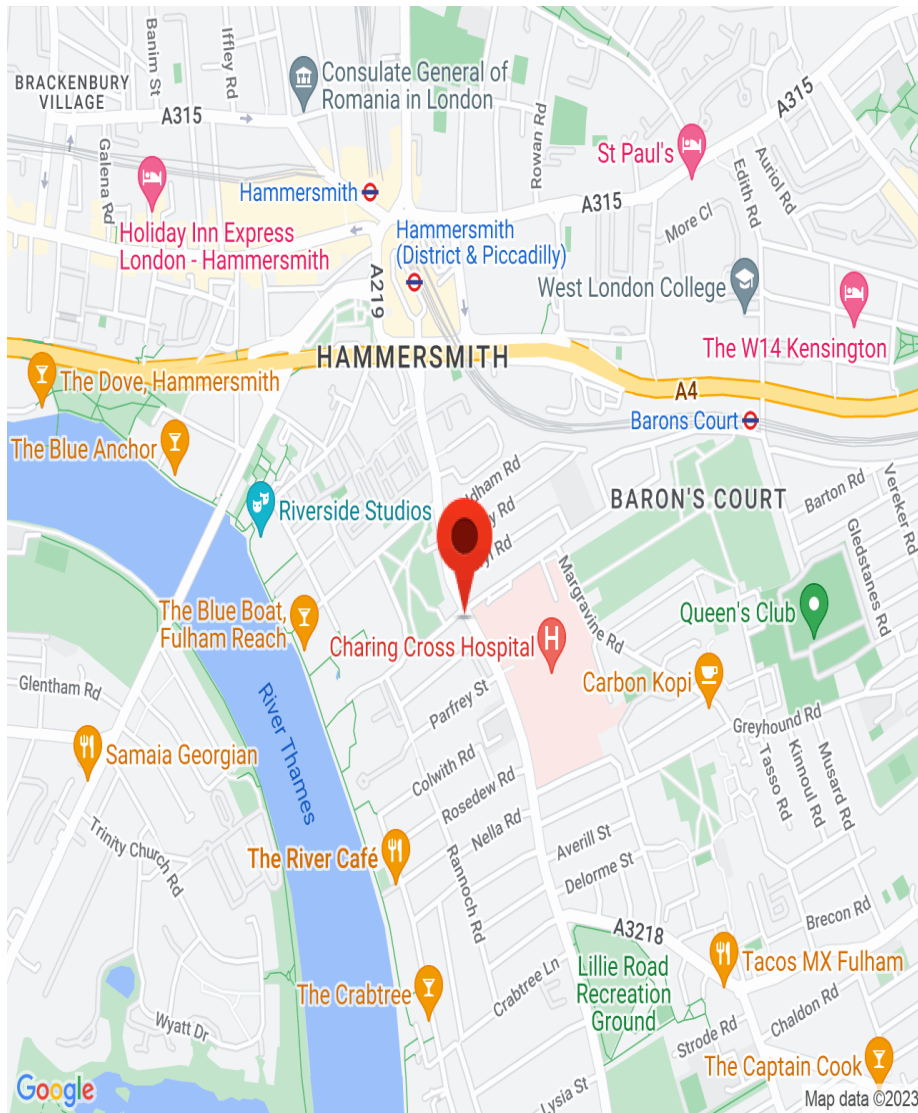 Banim St
Iffley Rd
Consulate General of
Romania in London
BRACKENBURY
VILLAGE
A315
A315
Rowan Rd
St Paul's
Galena Rd
Hammersmith
A315
Edith Rd
Auriol Rd
More Cl
Holiday Inn Express
London - Hammersmith
Hammersmith
(District & Piccadilly)
A219
West London College
The W14 Kensington
HAMMERSMITH
The Dove, Hammersmith
A4
Barons Court
The Blue Anchor
ldham Rd
BARON'S COURT
Barton Rd
Vereker Rd
Riverside Studios
y Rd
yl Rd
Gledstanes Rd
Margravine Rd
The Blue Boat,
Fulham Reach
Queen's Club
Charing Cross Hospital
H
Carbon Kopi
Glentham Rd
River Thames
Parfrey St
Greyhound Rd
Samaia Georgian
Colwith Rd
Tasso Rd
Kinnoul Rd
Musard Rd
Rosedew Rd
Nella Rd
Trinity Church Rd
The River Café
Rannoch Rd
Averill St
Delorme St
Brecon Rd
A3218
Tacos MX Fulham
Lillie Road
Recreation
Ground
Crabtree Ln
The Crabtree
Wyatt Dr
Chaldon Rd
Strode Rd
The Captain Cook
Lysia St
Google
Map data ©2023